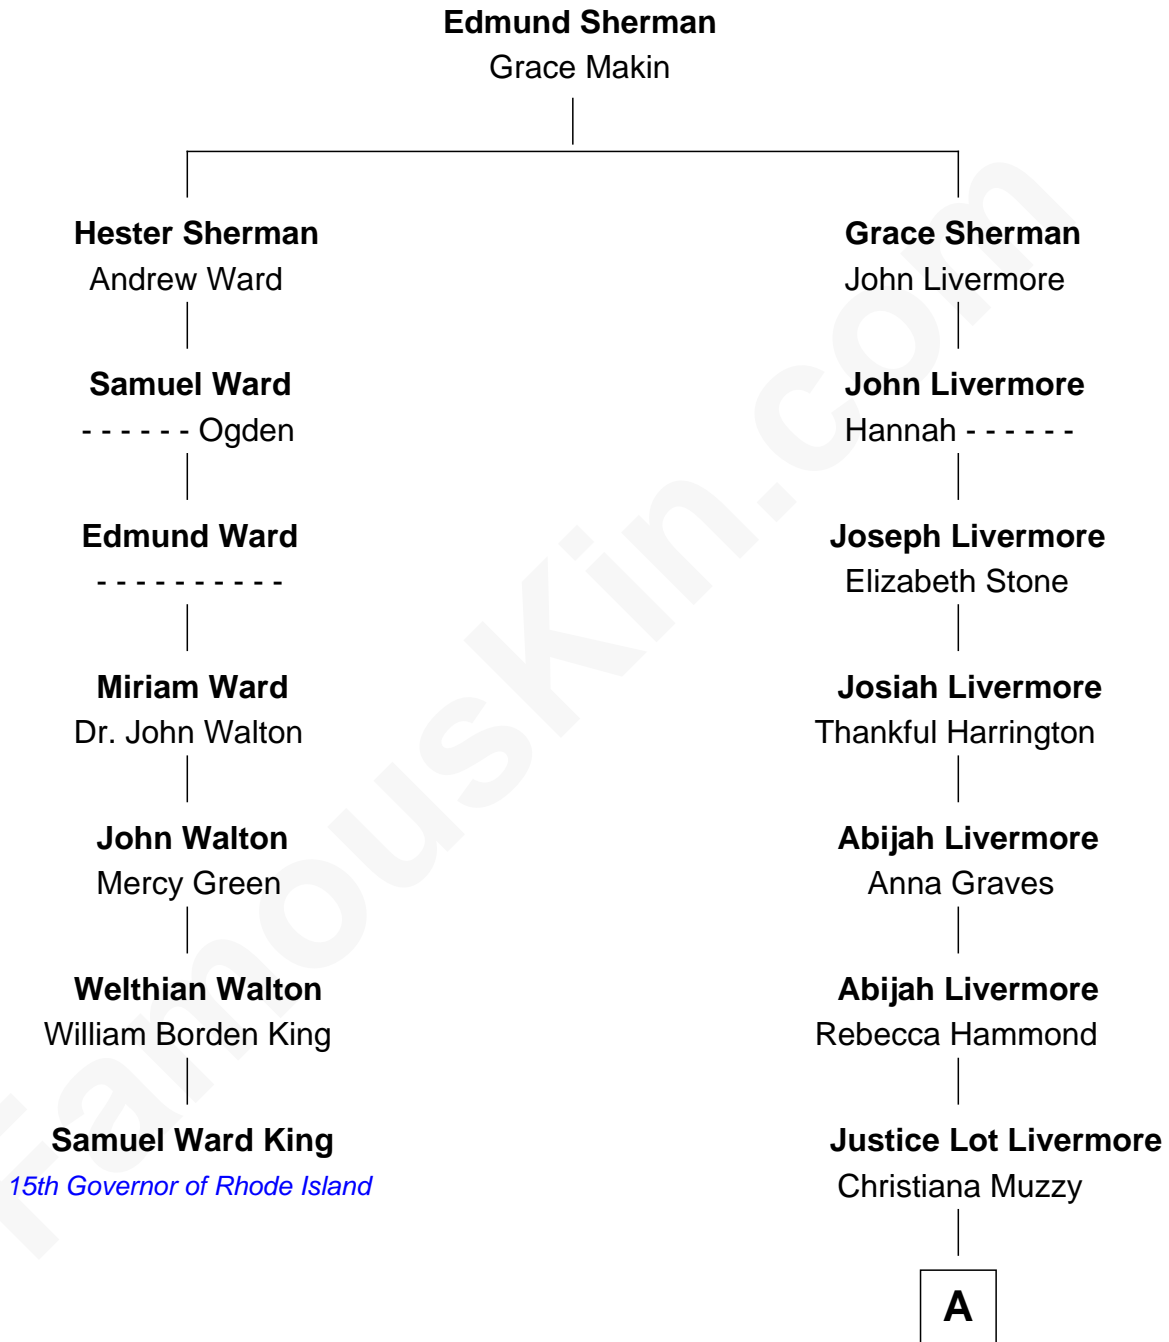 Edmund Sherman
Grace Makin
Hester Sherman
Andrew Ward
Samuel Ward
- - - - - - Ogden
Edmund Ward
- - - - - - - - - -
Miriam Ward
Dr. John Walton
John Walton
Mercy Green
Welthian Walton
William Borden King
Samuel Ward King
15th Governor of Rhode Island
Grace Sherman
John Livermore
John Livermore
Hannah - - - - - -
Joseph Livermore
Elizabeth Stone
Josiah Livermore
Thankful Harrington
Abijah Livermore
Anna Graves
Abijah Livermore
Rebecca Hammond
Justice Lot Livermore
Christiana Muzzy
A
FamousKin.com